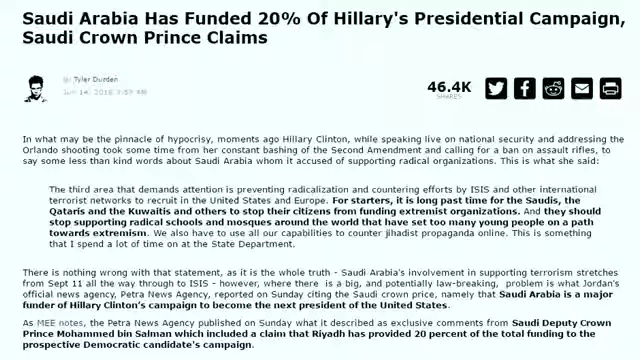 Saudi Arabia Has Funded 20% Of Hillary's Presidential Campaign,
Saudi Crown Prince Claims
by Tyler Durden
Jun 14, 2016 3:59 AM
46.4K
SHARES
In what may be the pinnacle of hypocrisy, moments ago Hillary Clinton, while speaking live on national security and addressing the
Orlando shooting took some time from her constant bashing of the Second Amendment and calling for a ban on assault rifles, to
say some less than kind words about Saudi Arabia whom it accused of supporting radical organizations. This is what she said:
The third area that demands attention is preventing radicalization and countering efforts by ISIS and other international
terrorist networks to recruit in the United States and Europe. For starters, it is long past time for the Saudis, the
Qataris and the Kuwaitis and others to stop their citizens from funding extremist organizations. And they should
stop supporting radical schools and mosques around the world that have set too many young people on a path
towards extremism. We also have to use all our capabilities to counter jihadist propaganda online. This is something
that I spend a lot of time on at the State Department.
There is nothing wrong with that statement, as it is the whole truth - Saudi Arabia's involvement in supporting terrorism stretches
from Sept 11 all the way through to ISIS - however, where there is a big, and potentially law-breaking, problem is what Jordan's
official news agency, Petra News Agency, reported on Sunday citing the Saudi crown price, namely that Saudi Arabia is a major
funder of Hillary Clinton's campaign to become the next president of the United States.
As MEE notes, the Petra News Agency published on Sunday what it described as exclusive comments from Saudi Deputy Crown
Prince Mohammed bin Salman which included a claim that Riyadh has provided 20 percent of the total funding to the
prospective Democratic candidate's campaign.